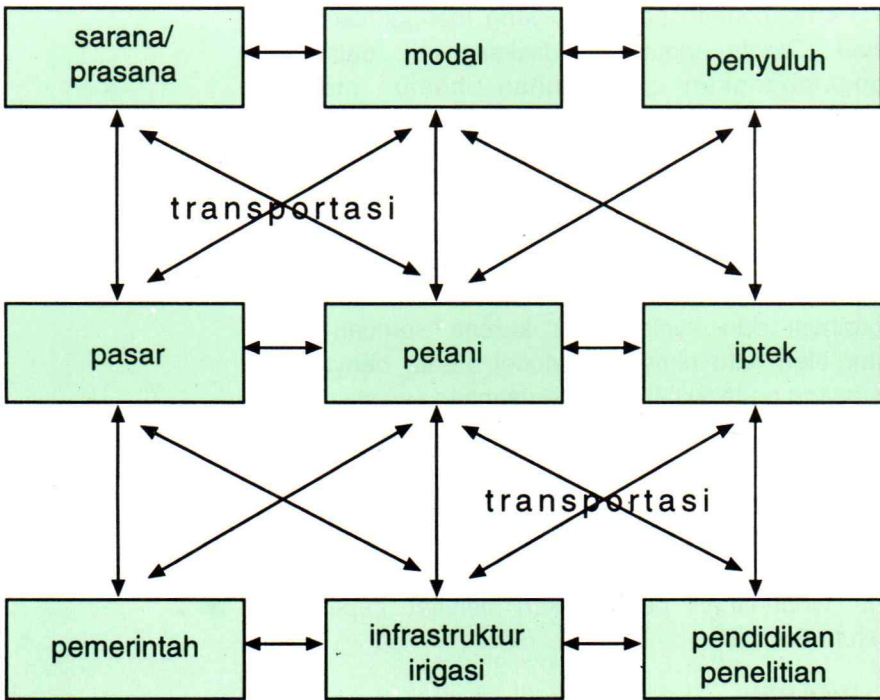 sarana/
prasana
modal
penyuluh
transportasi
pasar
petani
iptek
transportasi
pemerintah
infrastruktur
irigasi
pendidikan
penelitian